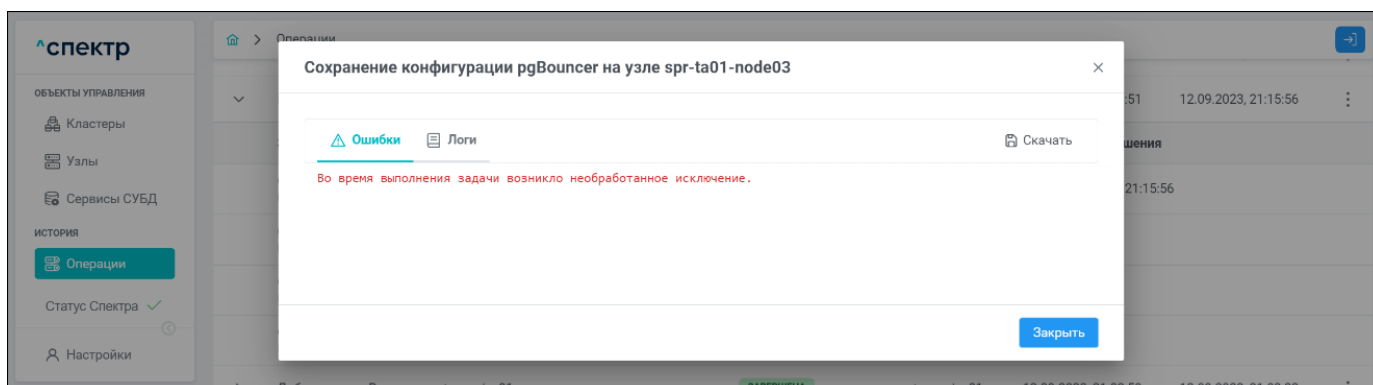 ^спектр
Операции
Сохранение конфигурации pgBouncer на узле spr-ta01-node03
ОБЪЕКТЫ УПРАВЛЕНИЯ
:51 12.09.2023, 21:15:56
Кластеры
Ошибки Логи Скачать
шения
Узлы
Во время выполнения задачи возникло необработанное исключение.
21:15:56
Сервисы СУБД
ИСТОРИЯ
Операции
Статус Спектра
Закрыть
Настройки